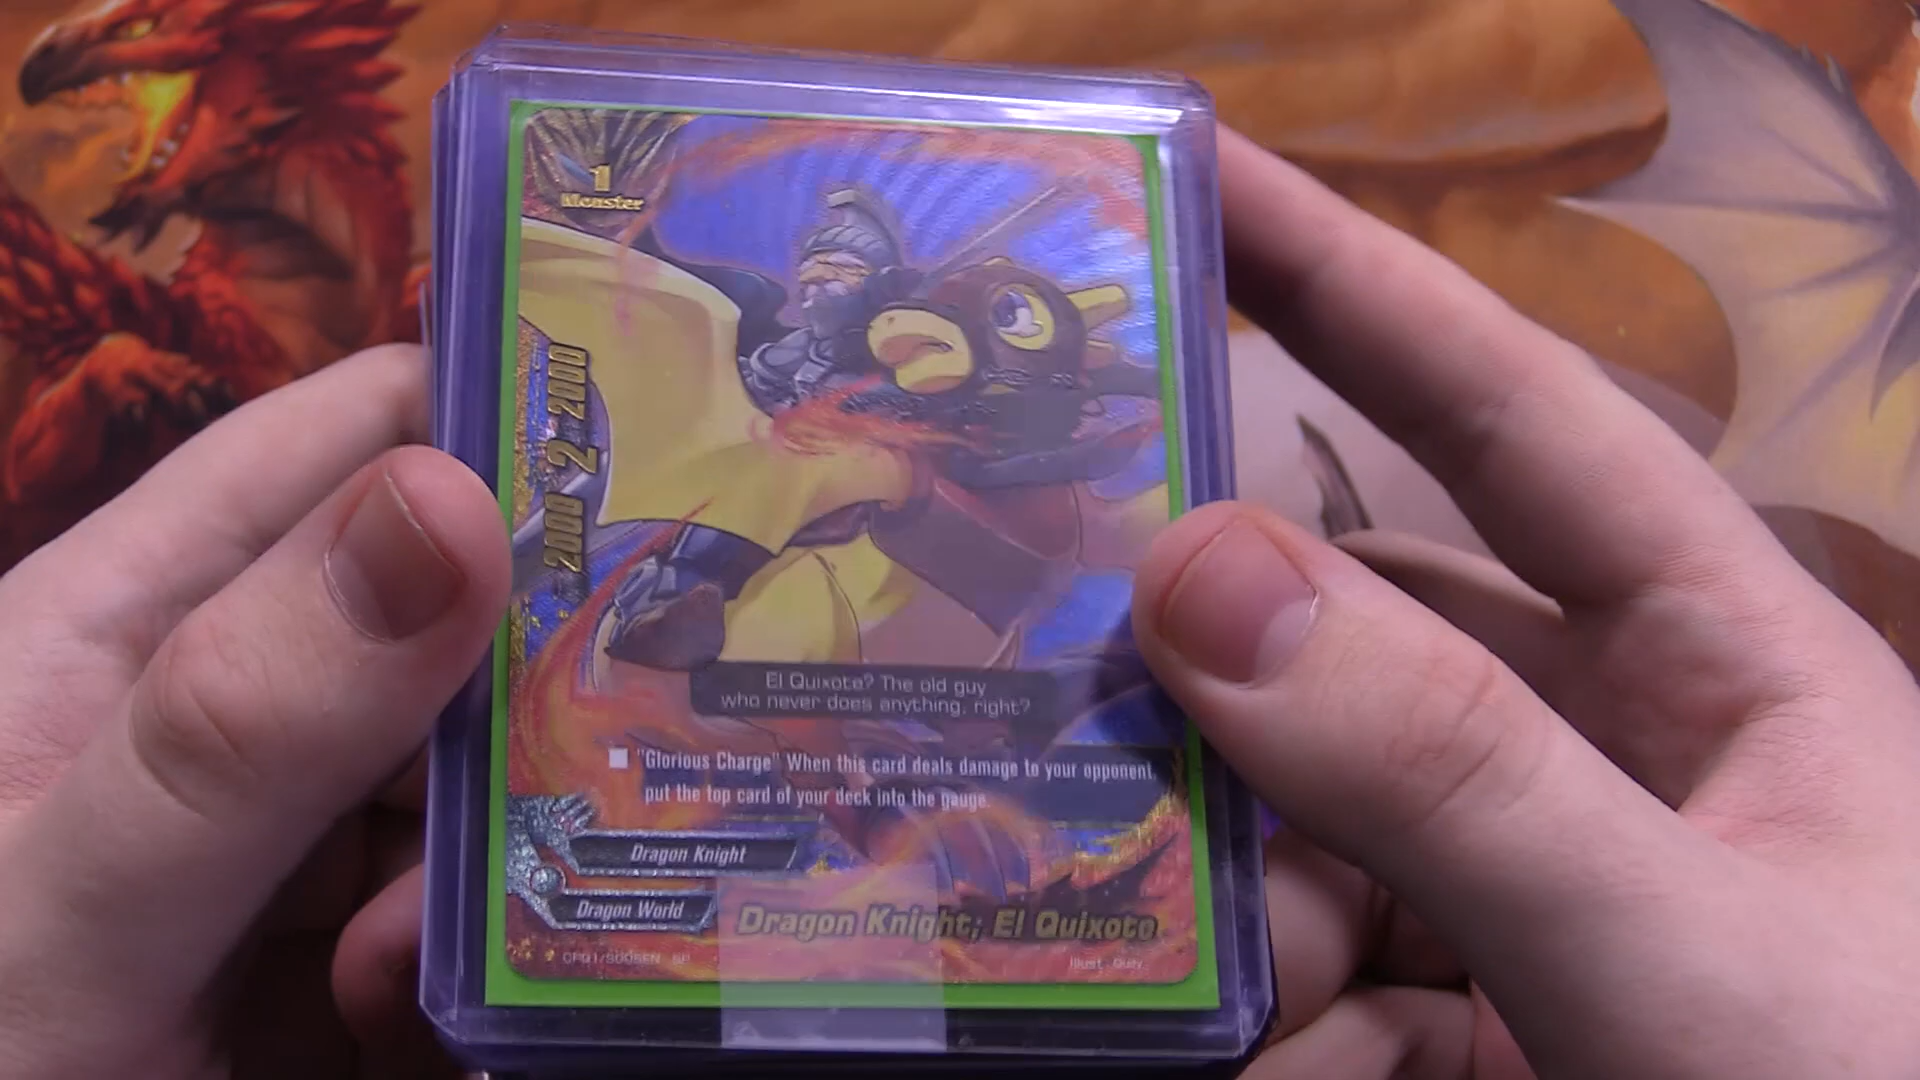 1
Monster
2000 2 2000
El Quixote? The old guy
who never does anything, right?
"Glorious Charge" When this card deals damage to your opponent,
put the top card of your deck into the gauge.
Dragon Knight
Dragon World
Dragon Knight, El Quixote
SP
Illust.